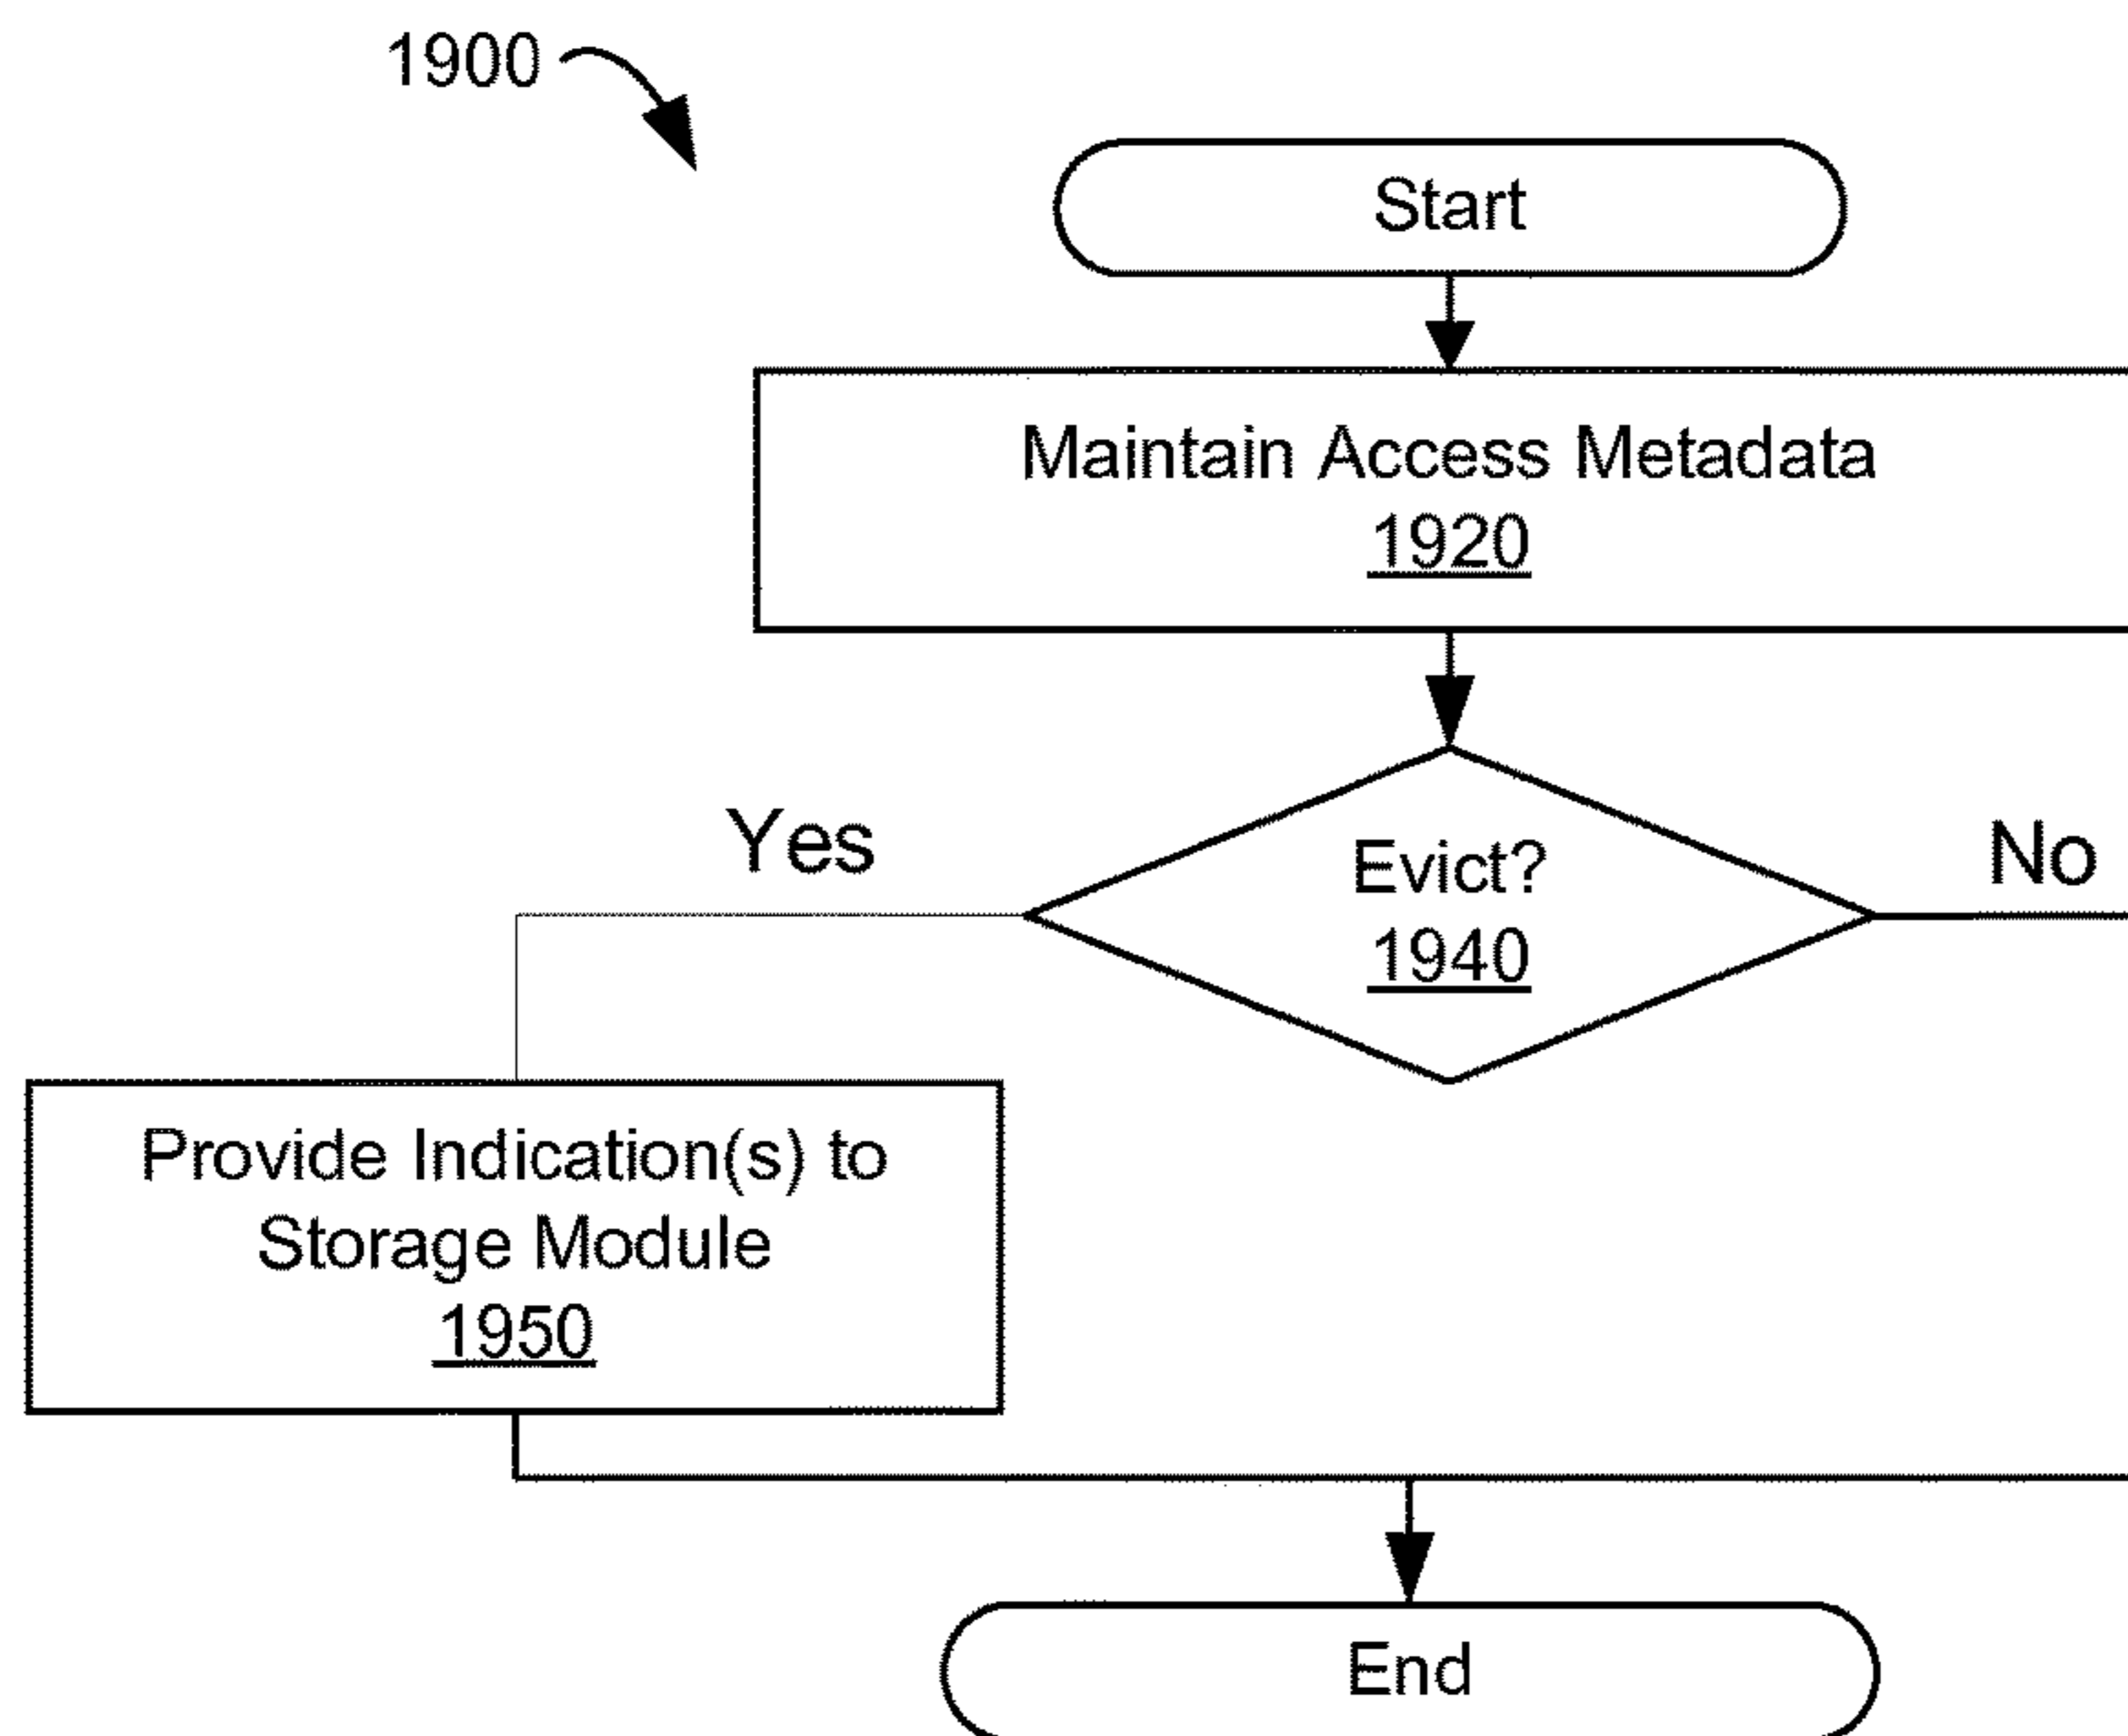 1900
Start
Maintain Access Metadata
1920
Yes
No
Evict?
1940
Provide Indication(s) to
Storage Module
1950
End